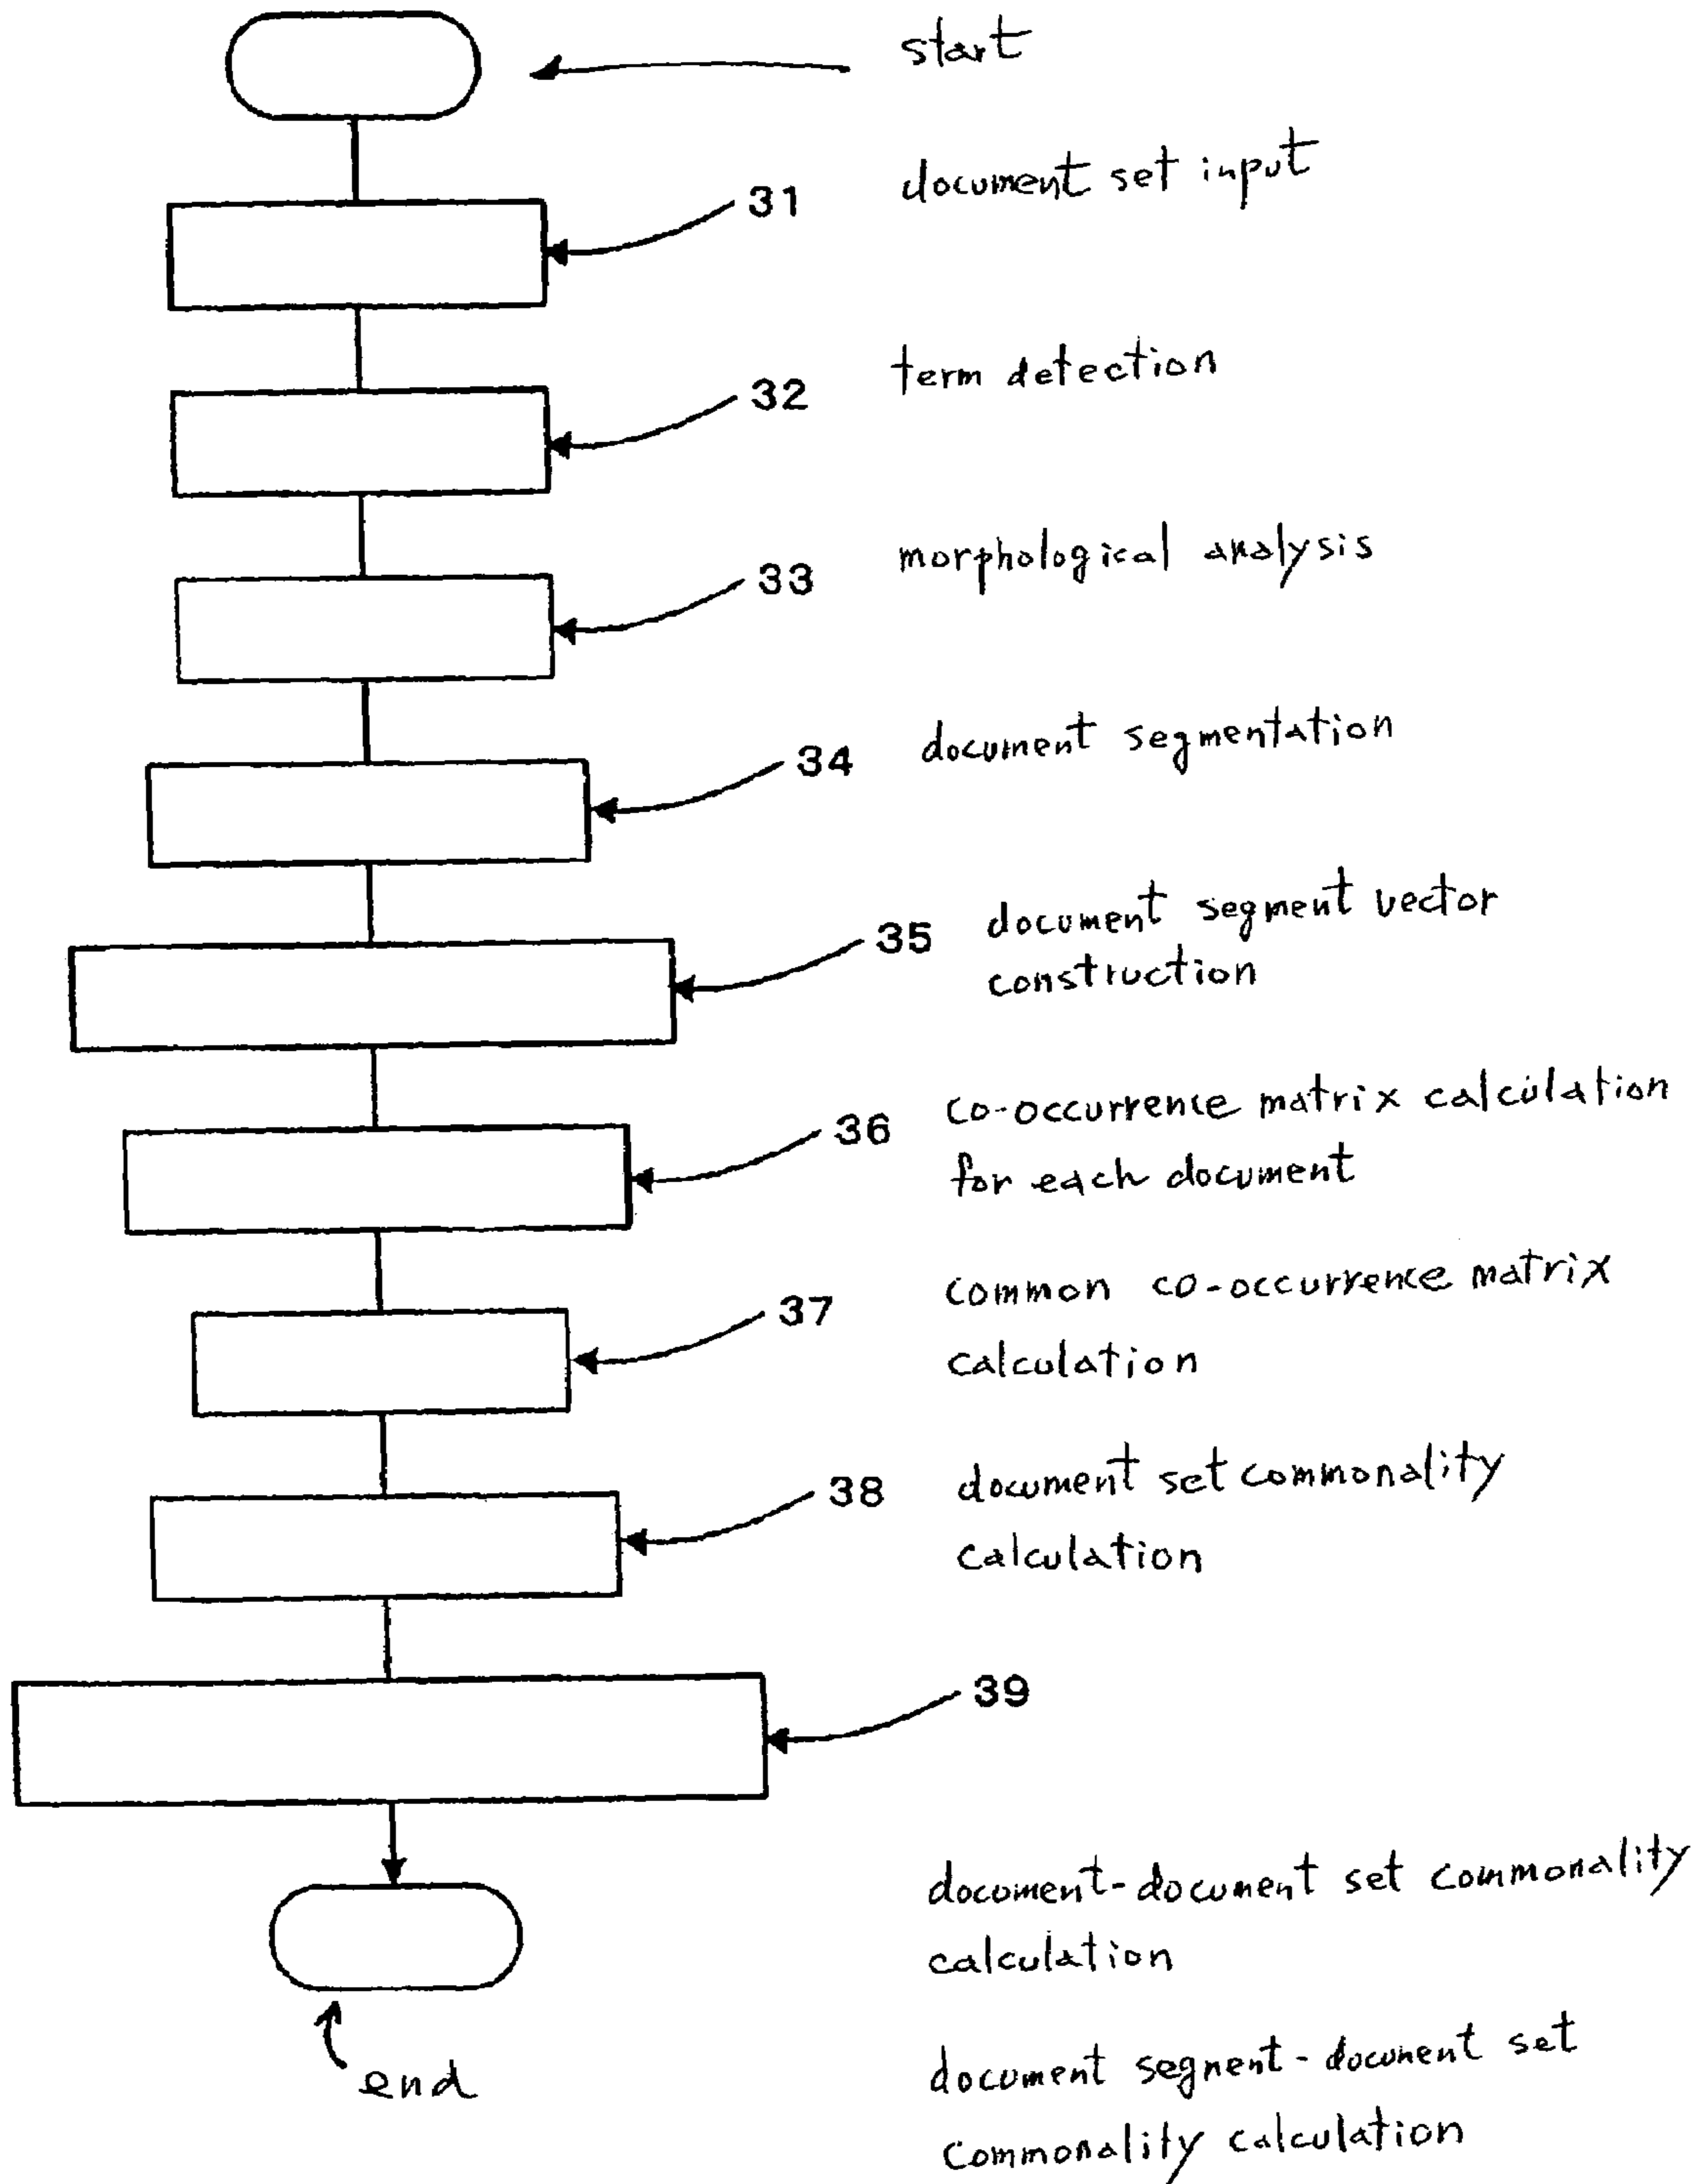 start
document set input
31
term detection
32
morphological analysis
33
document segmentation
34
document segment vector
35
construction
co-occurrence matrix calculation
36
for each document
common co-occurrence matrix
37
calculation
document set commonality
38
calculation
39
document-document set commonality
calculation
document segment-document set
commonality calculation
end